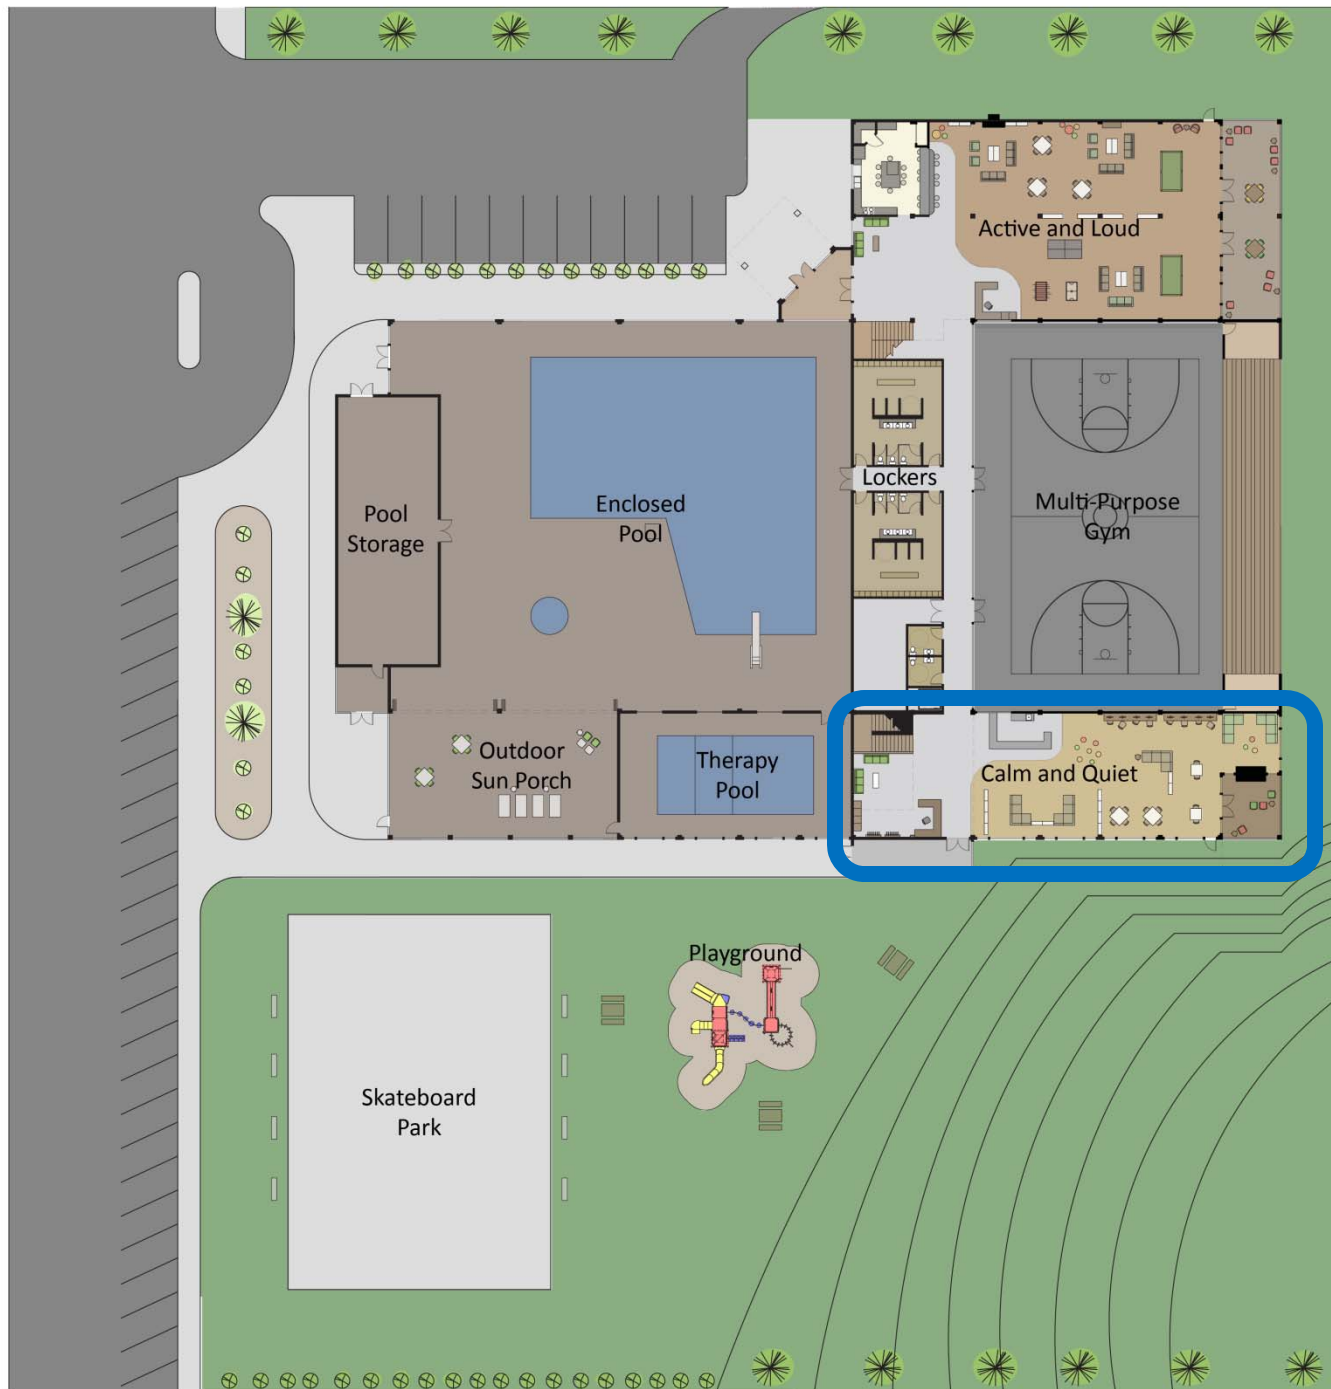 Active and Loud
Lockers
Enclosed
Pool
Multi-Purpose
Gym
Pool
Storage
Outdoor
Sun Porch
Therapy
Pool
Calm and Quiet
Playground
Skateboard
Park